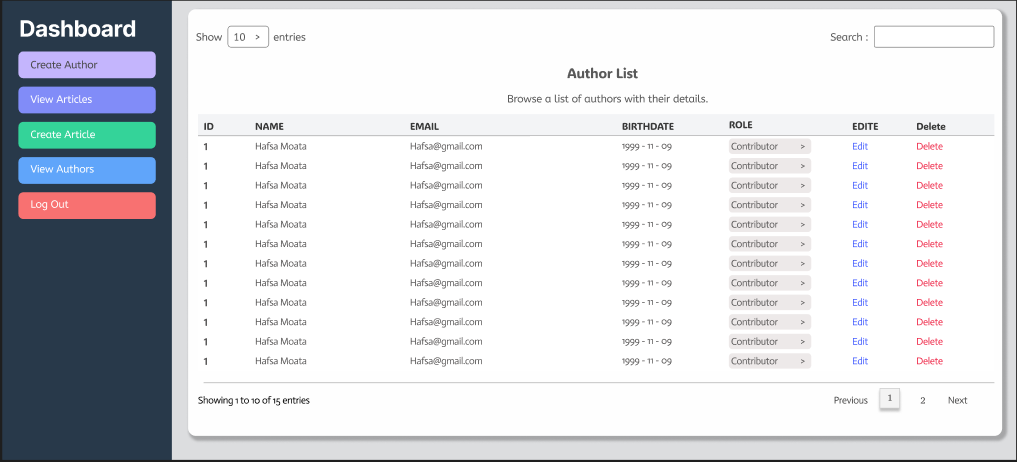 Dashboard
Create Author
View Articles
Create Article
View Authors
Log Out
Show 10 > entries Search :
Author List
Browse a list of authors with their details.
ID NAME EMAIL BIRTHDATE ROLE EDITE Delete
1 Hafsa Moata Hafsa@gmail.com 1999 - 11 - 09 Contributor > Edit Delete
1 Hafsa Moata Hafsa@gmail.com 1999 - 11 - 09 Contributor > Edit Delete
1 Hafsa Moata Hafsa@gmail.com 1999 - 11 - 09 Contributor > Edit Delete
1 Hafsa Moata Hafsa@gmail.com 1999 - 11 - 09 Contributor > Edit Delete
1 Hafsa Moata Hafsa@gmail.com 1999 - 11 - 09 Contributor > Edit Delete
1 Hafsa Moata Hafsa@gmail.com 1999 - 11 - 09 Contributor > Edit Delete
1 Hafsa Moata Hafsa@gmail.com 1999 - 11 - 09 Contributor > Edit Delete
1 Hafsa Moata Hafsa@gmail.com 1999 - 11 - 09 Contributor > Edit Delete
1 Hafsa Moata Hafsa@gmail.com 1999 - 11 - 09 Contributor > Edit Delete
1 Hafsa Moata Hafsa@gmail.com 1999 - 11 - 09 Contributor > Edit Delete
1 Hafsa Moata Hafsa@gmail.com 1999 - 11 - 09 Contributor > Edit Delete
1 Hafsa Moata Hafsa@gmail.com 1999 - 11 - 09 Contributor > Edit Delete
Showing 1 to 10 of 15 entries Previous 1 2 Next